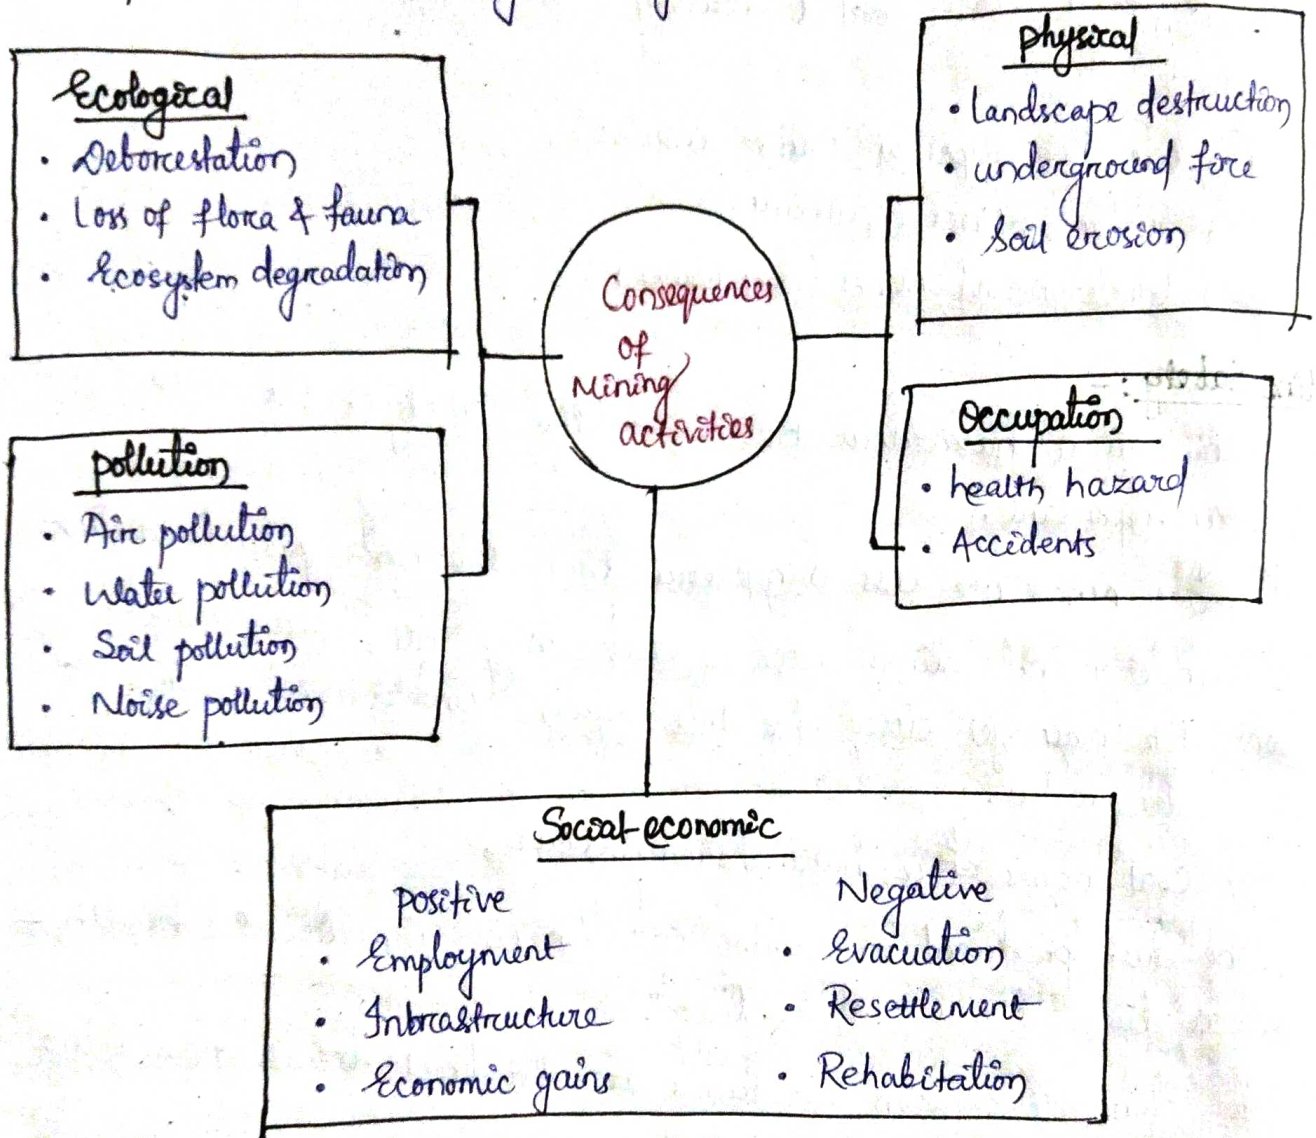 Ecological
• Deforestation
• Loss of flora & fauna
• Ecosystem degradation
pollution
• Air pollution
• Water pollution
• Soil pollution
• Noise pollution
Consequences
of
Mining
activities
physical
• landscape destruction
• underground fire
• Soil erosion
Occupation
• health hazard
• Accidents
Social-economic
positive
• Employment
• Infrastructure
• Economic gains
Negative
• Evacuation
• Resettlement
• Rehabitation